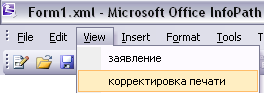 Form1.xml - Microsoft Office InfoPath
File Edit View Insert Format Tools T
заявление
корректировка печати